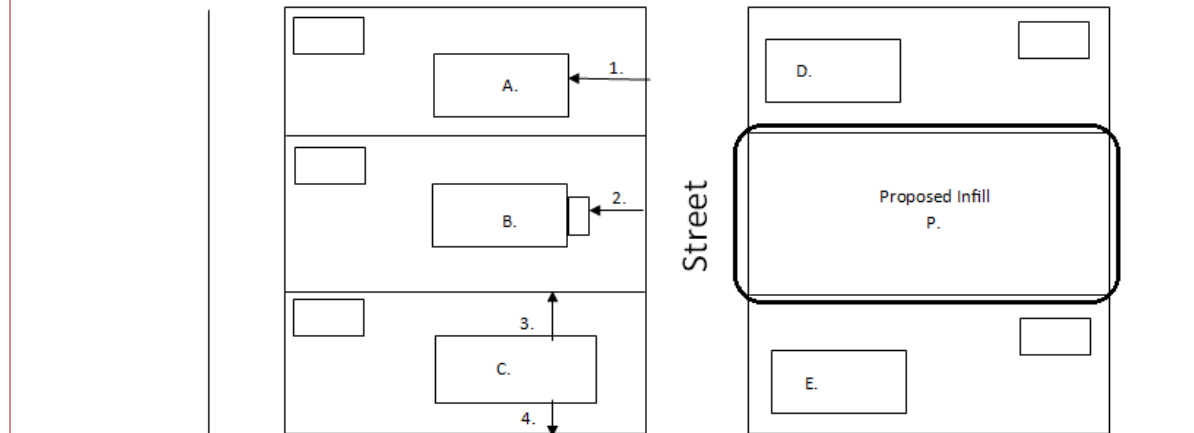 A.
1.
D.
B.
2.
Street
Proposed Infill
P.
3.
C.
4.
E.